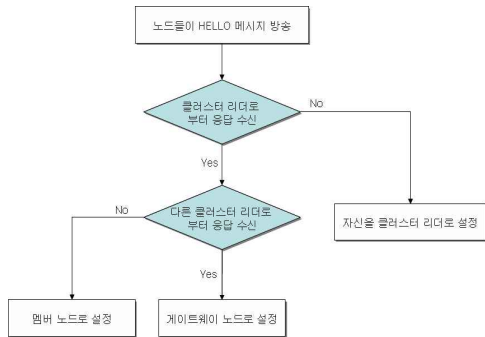 노드들이 HELLO 메시지 방송
클러스터 리더로
부터 응답 수신
No
Yes
다른 클러스터 리더로
부터 응답 수신
No
자신을 클러스터 리더로 설정
Yes
멤버 노드로 설정
게이트웨이 노드로 설정